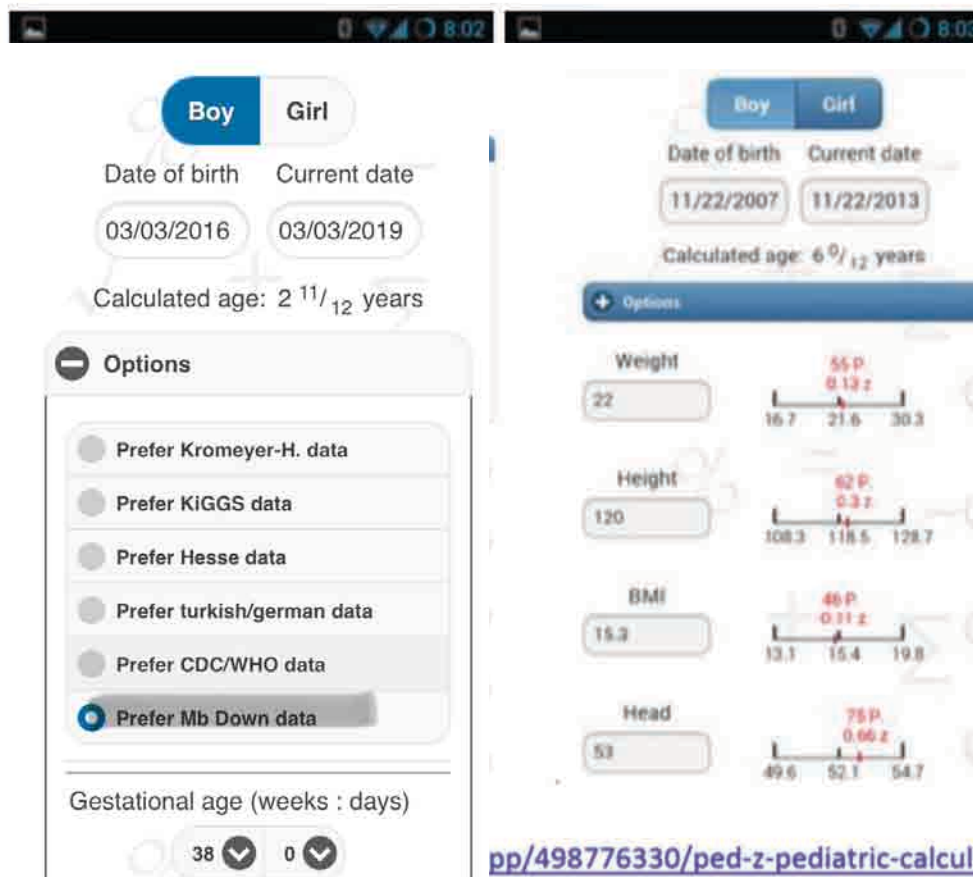 8:02
Boy Girl
Date of birth Current date
03/03/2016 03/03/2019
Calculated age: 2 11/12 years
Options
Prefer Kromeyer-H. data
Prefer KiGGS data
Prefer Hesse data
Prefer turkish/german data
Prefer CDC/WHO data
Prefer Mb Down data
Gestational age (weeks : days)
38 0
8:03
Boy Girl
Date of birth Current date
11/22/2007 11/22/2013
Calculated age: 6 0/12 years
Options
Weight
55 P.
0.13 z
22
16.7 21.6 30.3
Height
62 P.
0.3 z
120
108.3 118.5 128.7
BMI
46 P.
0.11 z
15.3
13.1 15.4 19.8
Head
75 P.
0.66 z
53
49.6 52.1 54.7
pp/498776330/ped-z-pediatric-calcul